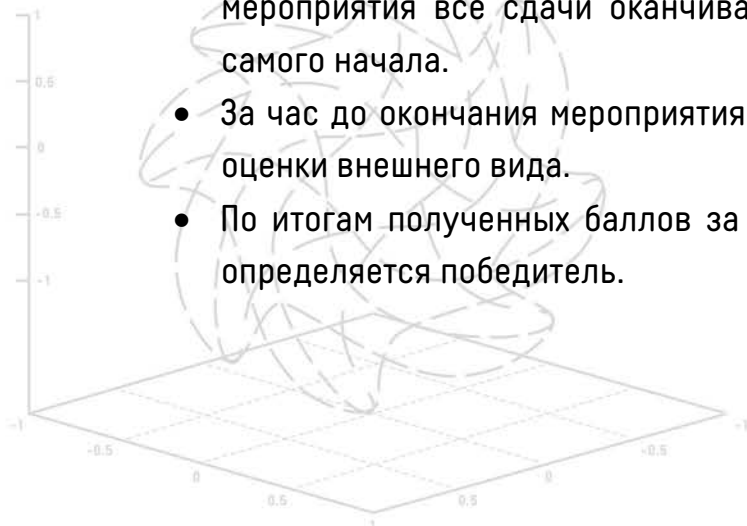 мероприятия все сдачи оканчива
самого начала.
• За час до окончания мероприятия
оценки внешнего вида.
• По итогам полученных баллов за
определяется победитель.
1
0.5
0
-0.5
-1
-1
-0.5
0
0.5
1
0.5
0
-0.5
-1